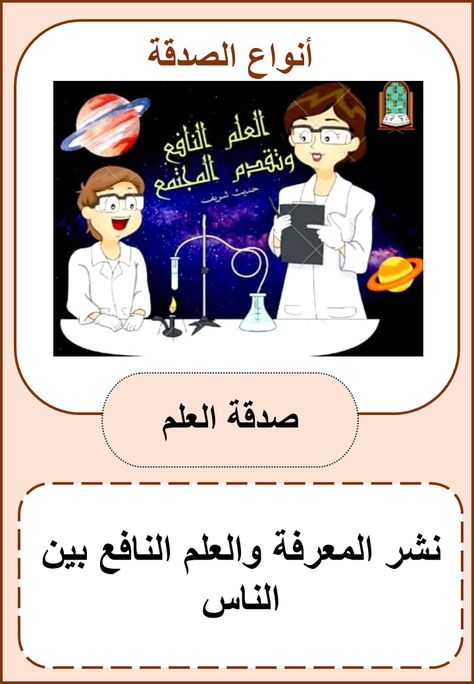 أنواع الصدقة
العلم النافع
وتقدم المجتمع
حديث شريف
صدقة العلم
نشر المعرفة والعلم النافع بين
الناس